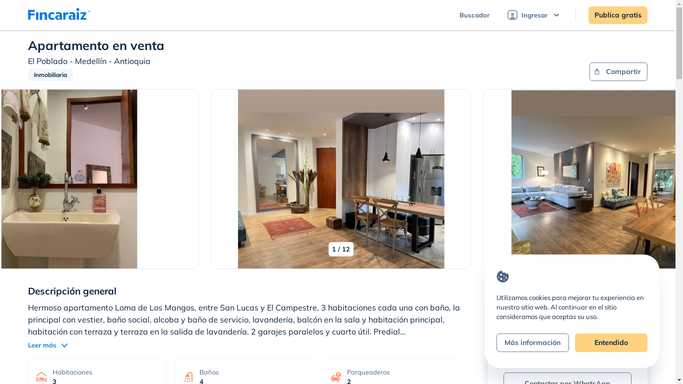 Fincaraiz
Buscador
Ingresar
Publica gratis
Apartamento en venta
El Poblado - Medellín - Antioquia
Inmobiliaria
Compartir
1 / 12
Descripción general
Hermoso apartamento Loma de Los Mangos, entre San Lucas y El Campestre, 3 habitaciones cada una con baño, la
principal con vestier, baño social, alcoba y baño de servicio, lavandería, balcón en la sala y habitación principal,
habitación con terraza y terraza en la salida de lavandería. 2 garajes paralelos y cuarto útil. Predial...
Leer más
Habitaciones
3
Baños
4
Parqueaderos
2
Utilizamos cookies para mejorar tu experiencia en
nuestro sitio web. Al continuar en el sitio
consideramos que aceptas su uso.
Más información
Entendido
Contactar por WhatsApp